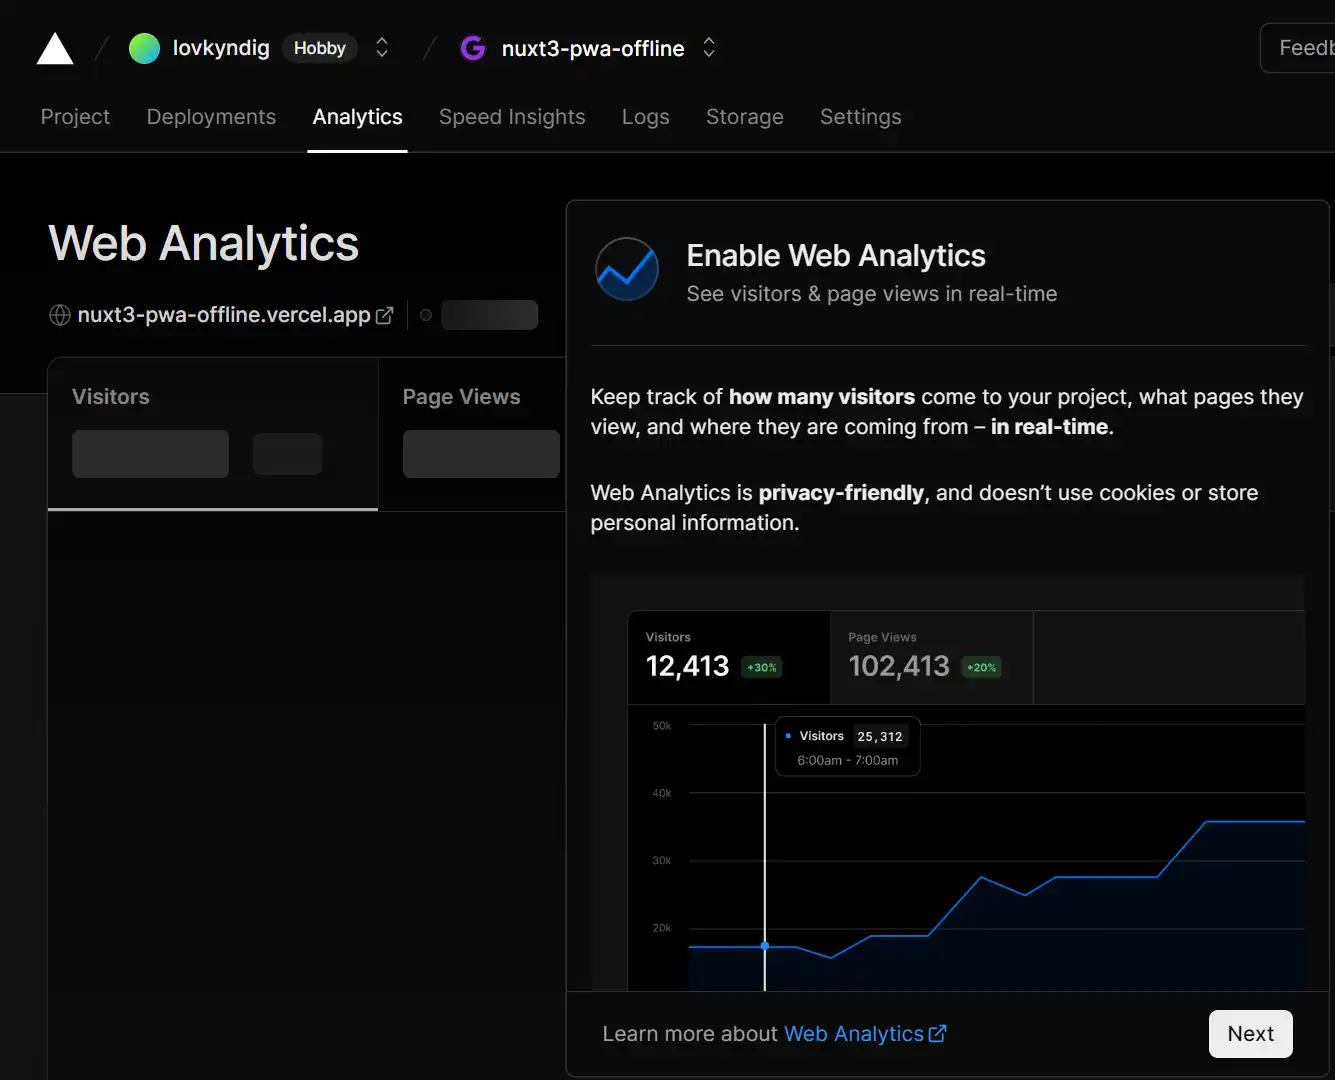 lovkyndig Hobby nuxt3-pwa-offline Feedb
Project Deployments Analytics Speed Insights Logs Storage Settings
Web Analytics
nuxt3-pwa-offline.vercel.app
Visitors Page Views
Enable Web Analytics
See visitors & page views in real-time
Keep track of how many visitors come to your project, what pages they
view, and where they are coming from – in real-time.
Web Analytics is privacy-friendly, and doesn’t use cookies or store
personal information.
Visitors Page Views
12,413 +30% 102,413 +20%
50k
Visitors 25,312
6:00am - 7:00am
40k
30k
20k
Learn more about Web Analytics
Next